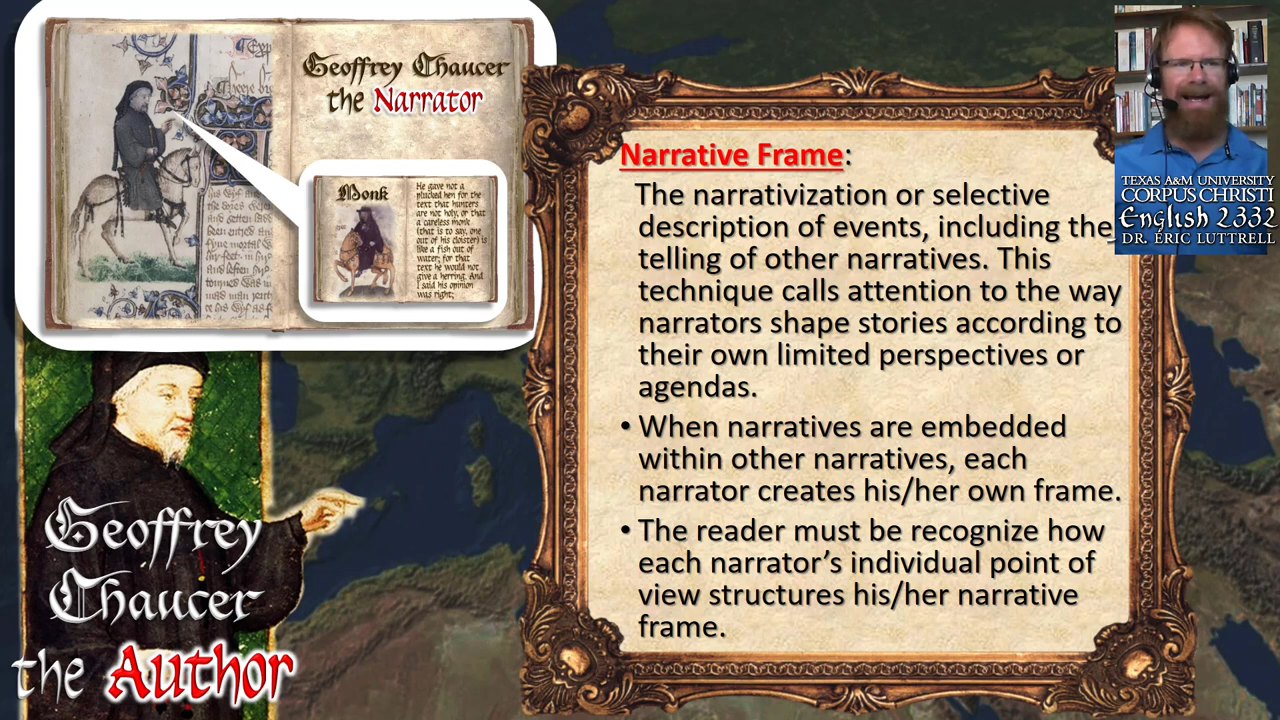 Geoffrey Chaucer
the Narrator
Monk
He gave not a
plucked hen for the
text that hunters
are not holy, or that
a careless monk
(that is to say, one
out of his cloister) is
like a fish out of
water; for that
text he would not
give a herring. And
I said his opinion
was right;
Geoffrey
Chaucer
the Author
Narrative Frame:
The narrativization or selective
description of events, including the
telling of other narratives. This
technique calls attention to the way
narrators shape stories according to
their own limited perspectives or
agendas.
• When narratives are embedded
within other narratives, each
narrator creates his/her own frame.
• The reader must be recognize how
each narrator’s individual point of
view structures his/her narrative
frame.
TEXAS A&M UNIVERSITY
CORPUS CHRISTI
English 2332
DR. ERIC LUTTRELL